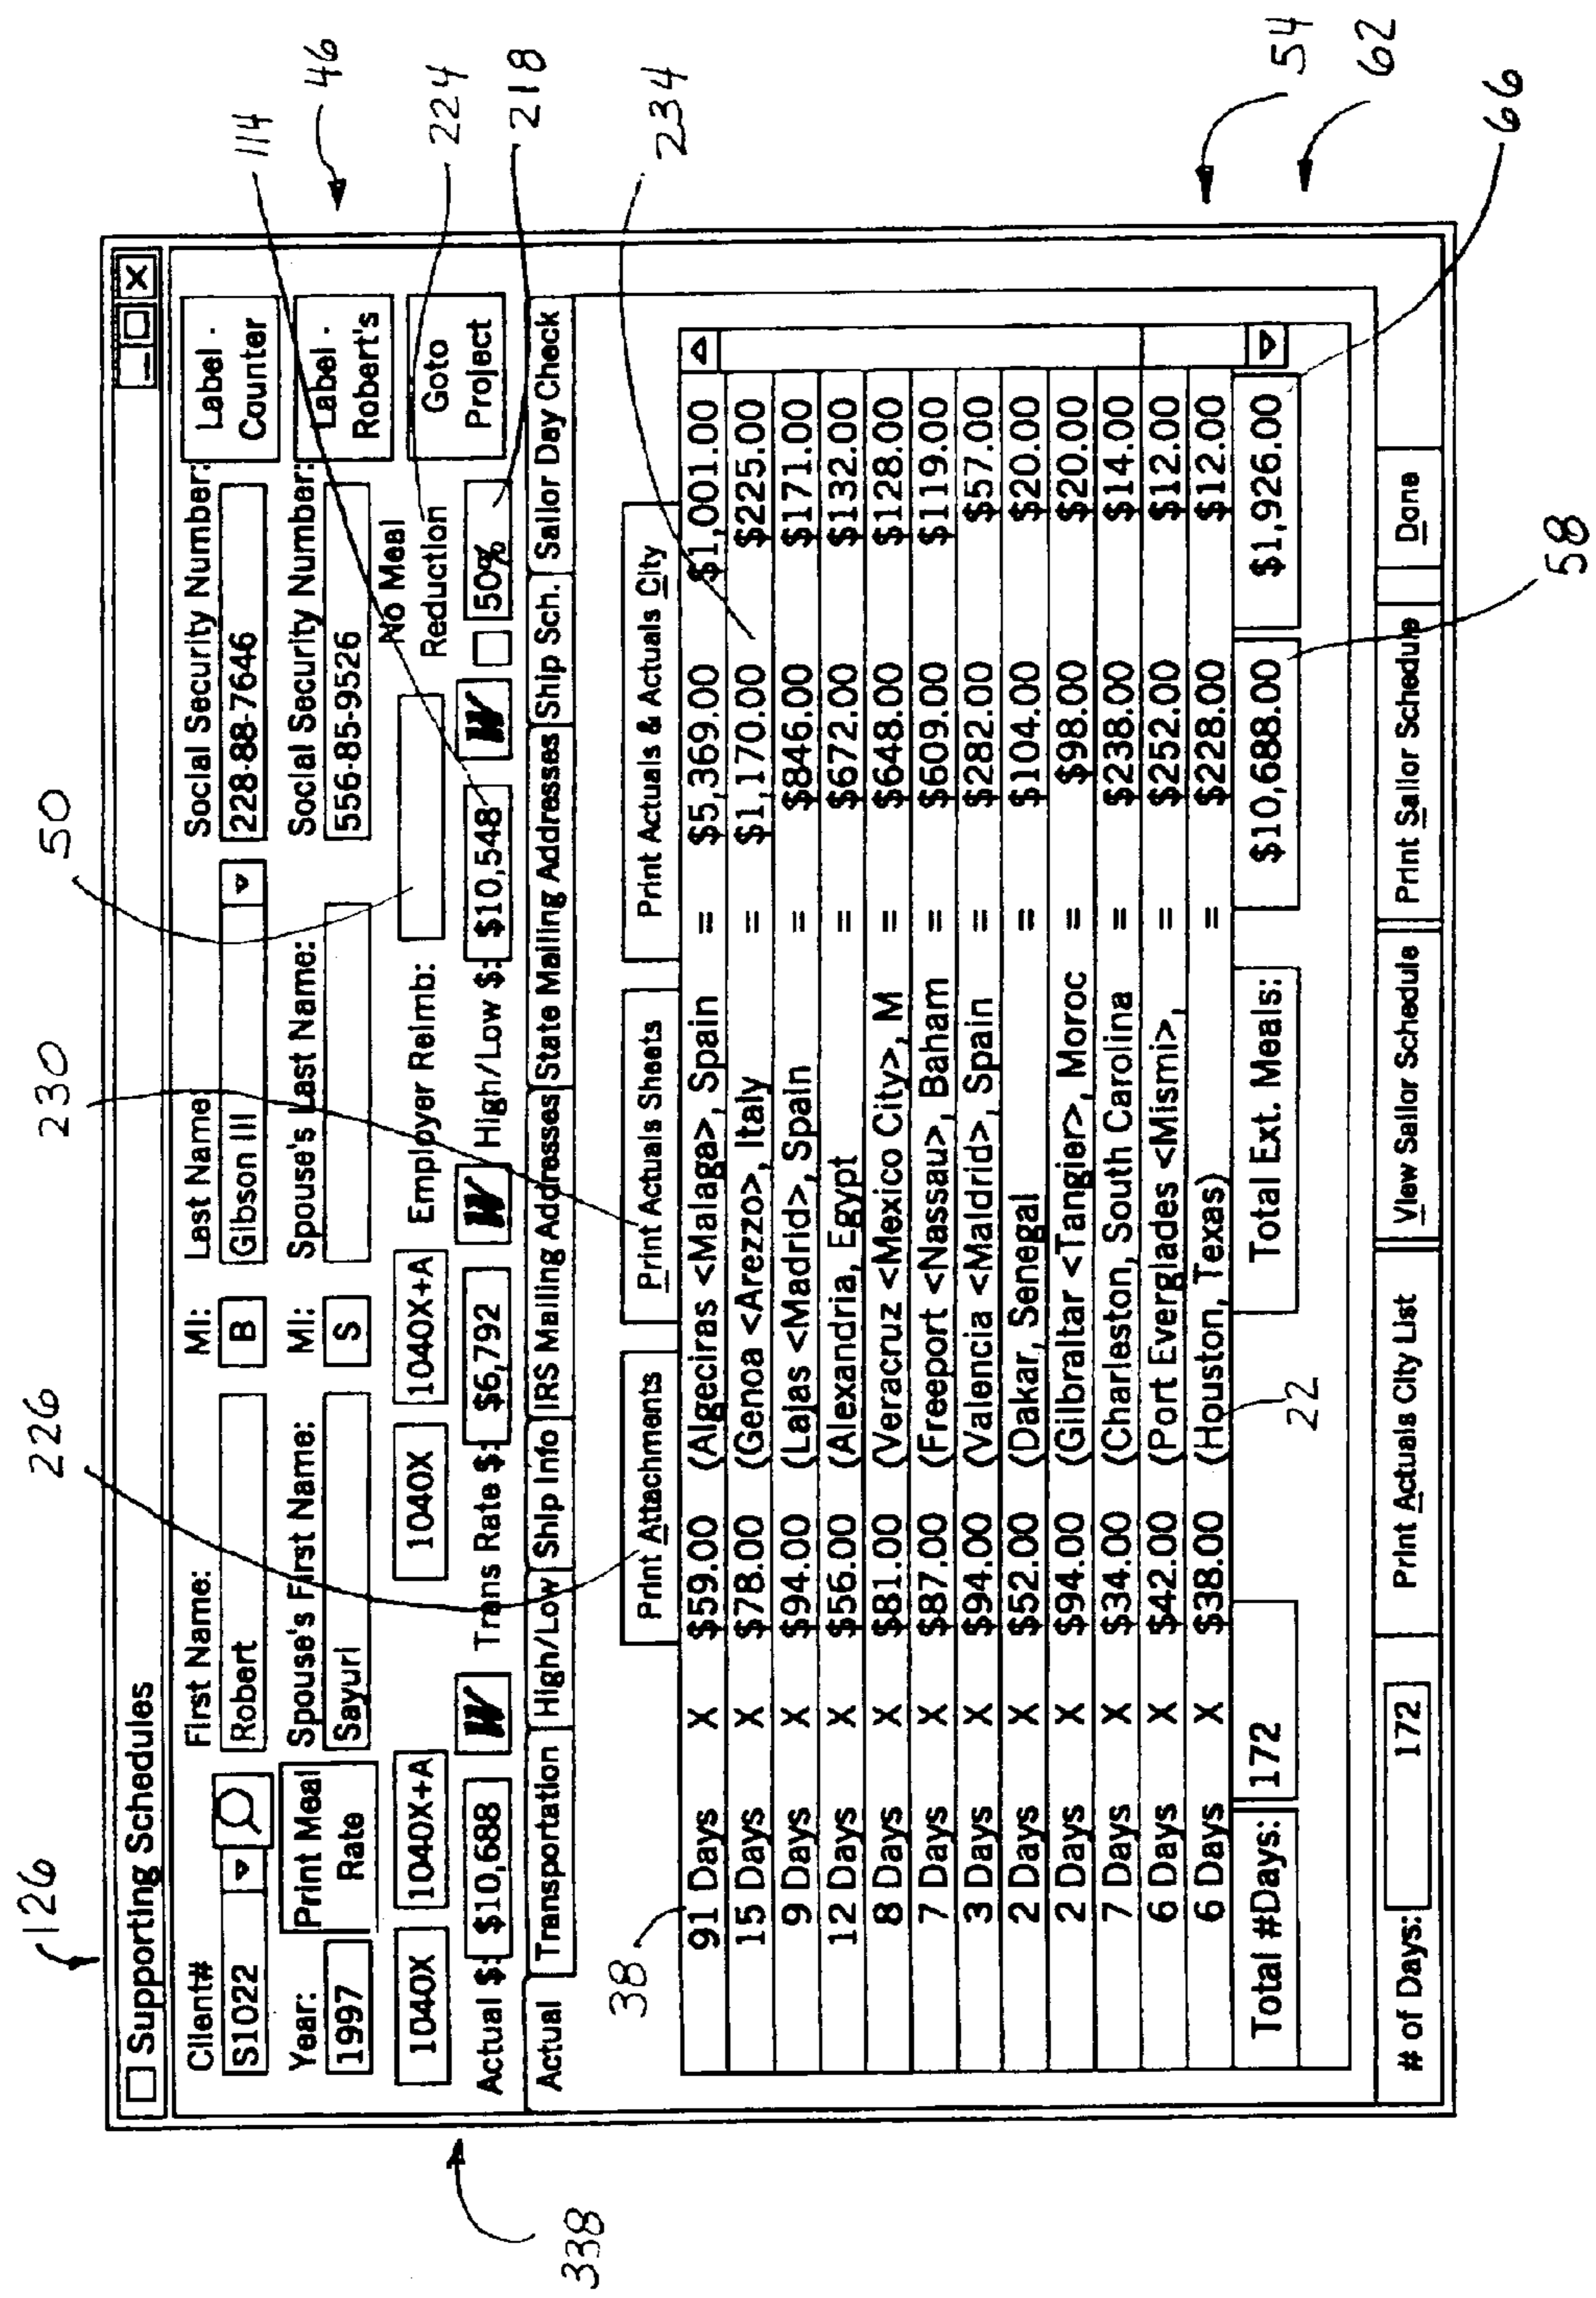 126
226
230
50
114
46
224
218
234
54
62
66
58
22
38
338
Supporting Schedules
Client# First Name: MI: Last Name: Social Security Number:
S1022 Robert B Gibson III 228-88-7646 Label - Counter
Year: Print Meal Rate Spouse's First Name: MI: Spouse's Last Name: Social Security Number:
1997 Sayuri S 556-85-9526 Label - Robert's
1040X 1040X+A 1040X 1040X+A Employer Reimb: No Meal Reduction Goto Project
Actual $: $10,688 W Trans Rate $: $6,792 W High/Low $: $10,548 W 50%
Actual Transportation High/Low Ship Info IRS Mailing Addresses State Mailing Addresses Ship Sch. Sailor Day Check
Print Attachments Print Actuals Sheets Print Actuals & Actuals City
91 Days X $59.00 (Algeciras <Malaga>, Spain = $5,369.00 $1,001.00
15 Days X $78.00 (Genoa <Arezzo>, Italy = $1,170.00 $225.00
9 Days X $94.00 (Lajas <Madrid>, Spain = $846.00 $171.00
12 Days X $56.00 (Alexandria, Egypt = $672.00 $132.00
8 Days X $81.00 (Veracruz <Mexico City>, M = $648.00 $128.00
7 Days X $87.00 (Freeport <Nassau>, Baham = $609.00 $119.00
3 Days X $94.00 (Valencia <Maldrid>, Spain = $282.00 $57.00
2 Days X $52.00 (Dakar, Senegal = $104.00 $20.00
2 Days X $94.00 (Gilbraltar <Tangier>, Moroc = $98.00 $20.00
7 Days X $34.00 (Charleston, South Carolina = $238.00 $14.00
6 Days X $42.00 (Port Everglades <Mismi>, = $252.00 $12.00
6 Days X $38.00 (Houston, Texas) = $228.00 $12.00
Total #Days: 172 Total Ext. Meals: $10,688.00 $1,926.00
# of Days: 172 Print Actuals City List View Sailor Schedule Print Sailor Schedule Done